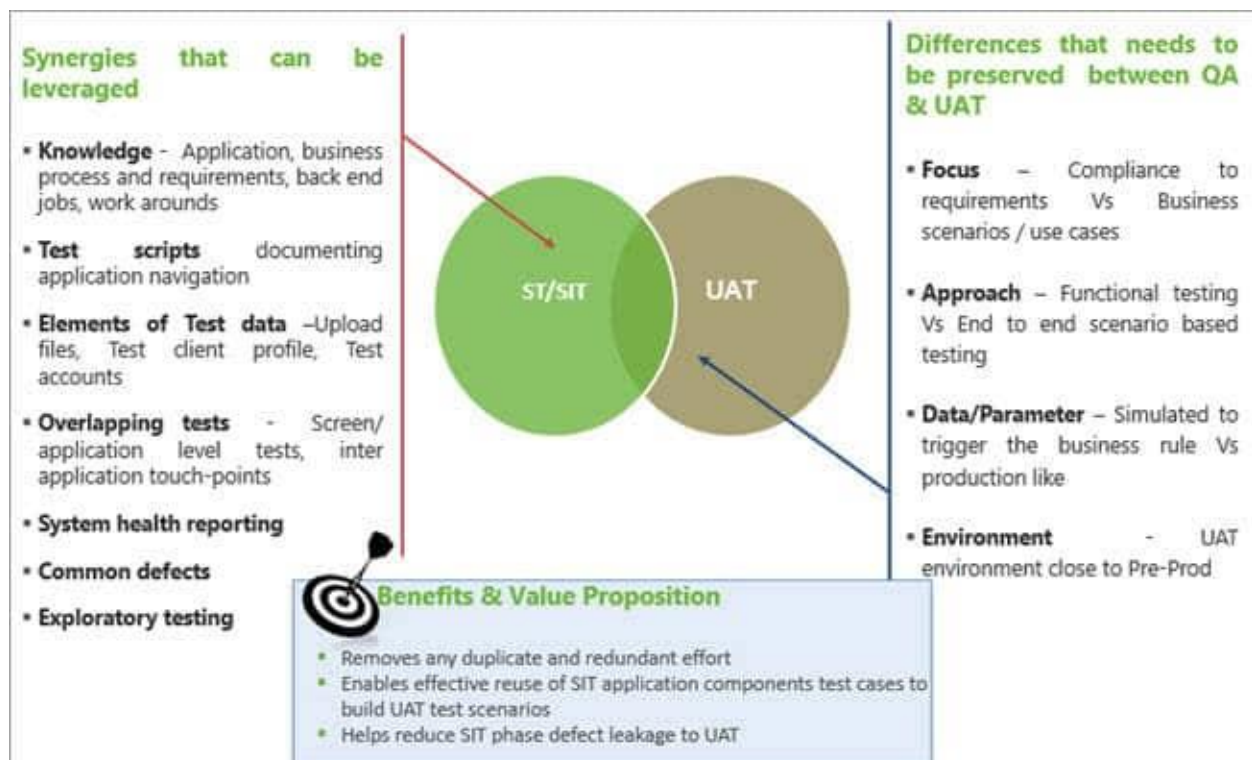 Synergies that can be
leveraged
▪ Knowledge - Application, business
process and requirements, back end
jobs, work arounds
▪ Test scripts documenting
application navigation
▪ Elements of Test data –Upload
files, Test client profile, Test
accounts
▪ Overlapping tests - Screen/
application level tests, inter
application touch-points
▪ System health reporting
▪ Common defects
▪ Exploratory testing
ST/SIT
UAT
Differences that needs to
be preserved between QA
& UAT
▪ Focus – Compliance to
requirements Vs Business
scenarios / use cases
▪ Approach – Functional testing
Vs End to end scenario based
testing
▪ Data/Parameter – Simulated to
trigger the business rule Vs
production like
▪ Environment - UAT
environment close to Pre-Prod
Benefits & Value Proposition
▪ Removes any duplicate and redundant effort
▪ Enables effective reuse of SIT application components test cases to
build UAT test scenarios
▪ Helps reduce SIT phase defect leakage to UAT